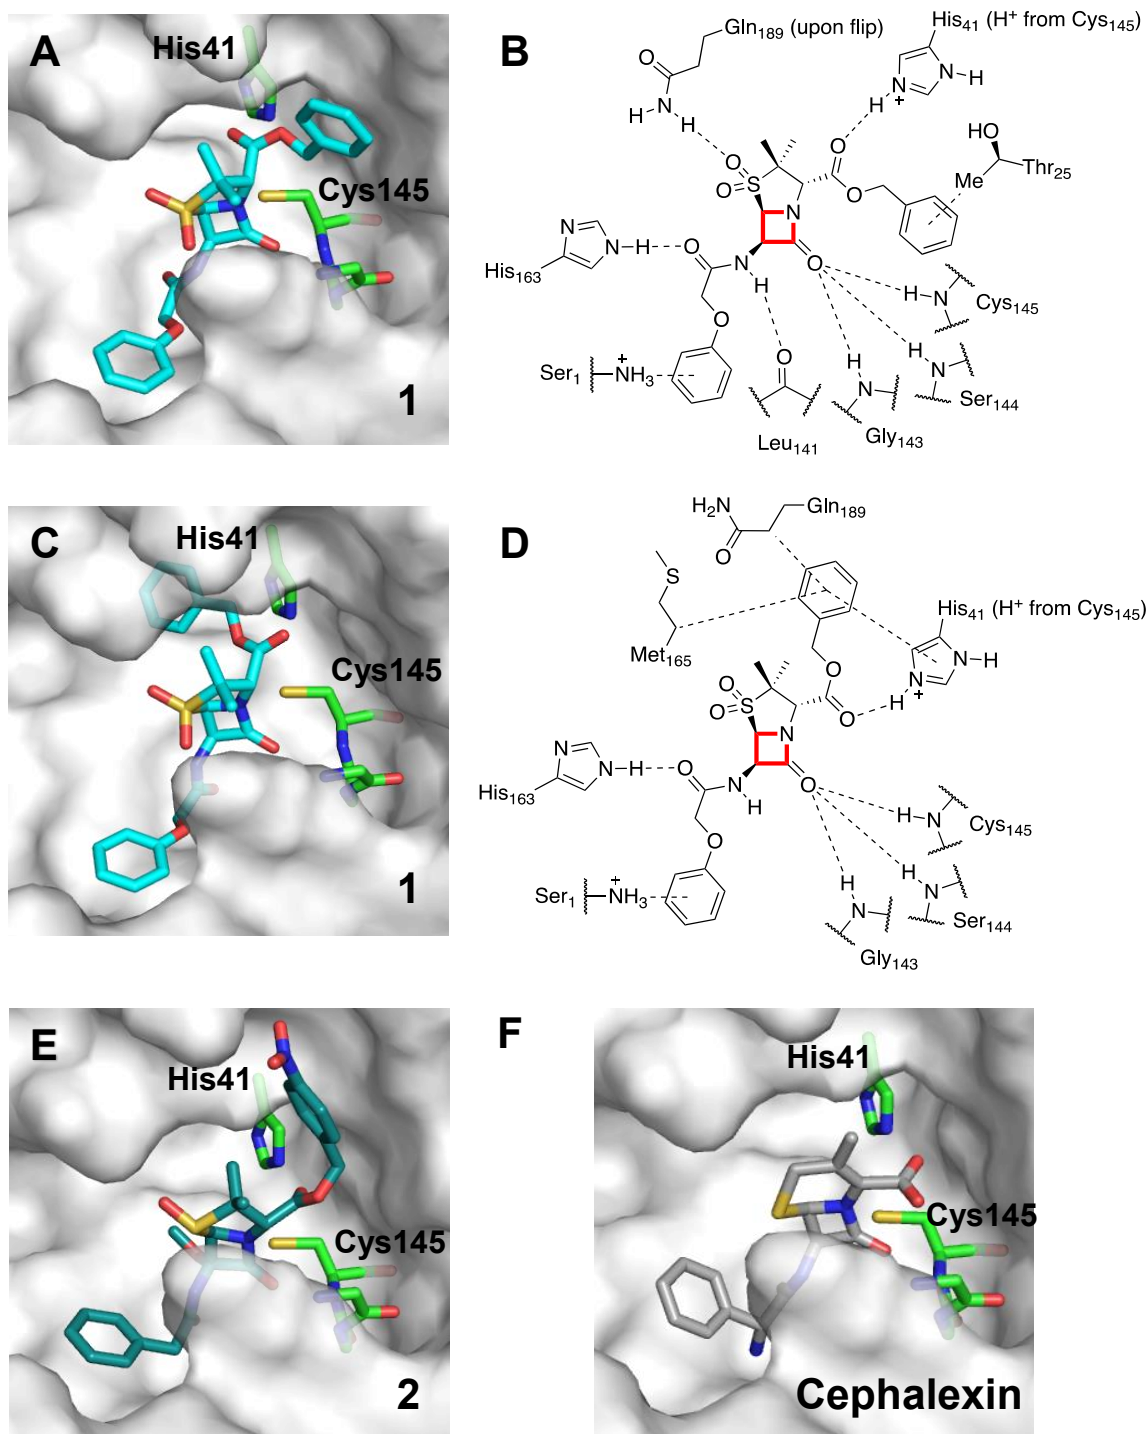 A
His41
Cys145
1
B
Gln189 (upon flip)
His41 (H+ from Cys145)
O
H
N
H
H
+
N
N
H
O
O
S
O
N
O
O
HO
Me
Thr25
N
N
H
His163
O
N
H
O
O
H
N
Cys145
O
Ser1
+
NH3
O
Leu141
H
N
Gly143
H
N
Ser144
C
His41
Cys145
1
D
H2N
O
Gln189
S
Met165
His41 (H+ from Cys145)
N
H
N
+
H
O
O
O
S
O
N
N
N
H
His163
O
N
H
O
O
H
N
Cys145
Ser1
+
NH3
H
N
Gly143
H
N
Ser144
E
His41
Cys145
2
F
His41
Cys145
Cephalexin